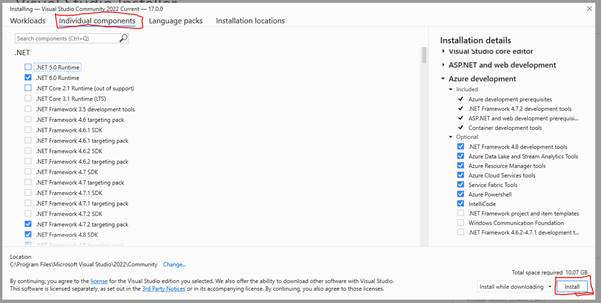 Installing — Visual Studio Community 2022 Current — 17.0.0
Workloads
Individual components
Language packs
Installation locations
Search components (Ctrl+Q)
.NET
.NET 5.0 Runtime
.NET 6.0 Runtime
.NET Core 2.1 Runtime (out of support)
.NET Core 3.1 Runtime (LTS)
.NET Framework 3.5 development tools
.NET Framework 4.6 targeting pack
.NET Framework 4.6.1 SDK
.NET Framework 4.6.1 targeting pack
.NET Framework 4.6.2 SDK
.NET Framework 4.6.2 targeting pack
.NET Framework 4.7 SDK
.NET Framework 4.7 targeting pack
.NET Framework 4.7.1 SDK
.NET Framework 4.7.1 targeting pack
.NET Framework 4.7.2 SDK
.NET Framework 4.7.2 targeting pack
.NET Framework 4.8 SDK
Installation details
Visual Studio core editor
ASP.NET and web development
Azure development
Included
Azure development prerequisites
.NET Framework 4.7.2 development tools
ASP.NET and web development prerequisi...
Container development tools
Optional
.NET Framework 4.8 development tools
Azure Data Lake and Stream Analytics Tools
Azure Resource Manager tools
Azure Cloud Services tools
Service Fabric Tools
Azure Powershell
IntelliCode
.NET Framework project and item templates
Windows Communication Foundation
.NET Framework 4.6.2-4.7.1 development t...
Location
C:\Program Files\Microsoft Visual Studio\2022\Community Change...
By continuing, you agree to the license for the Visual Studio edition you selected. We also offer the ability to download other software with Visual Studio.
This software is licensed separately, as set out in the 3rd Party Notices or in its accompanying license. By continuing, you also agree to those licenses.
Total space required 10.07 GB
Install while downloading
Install